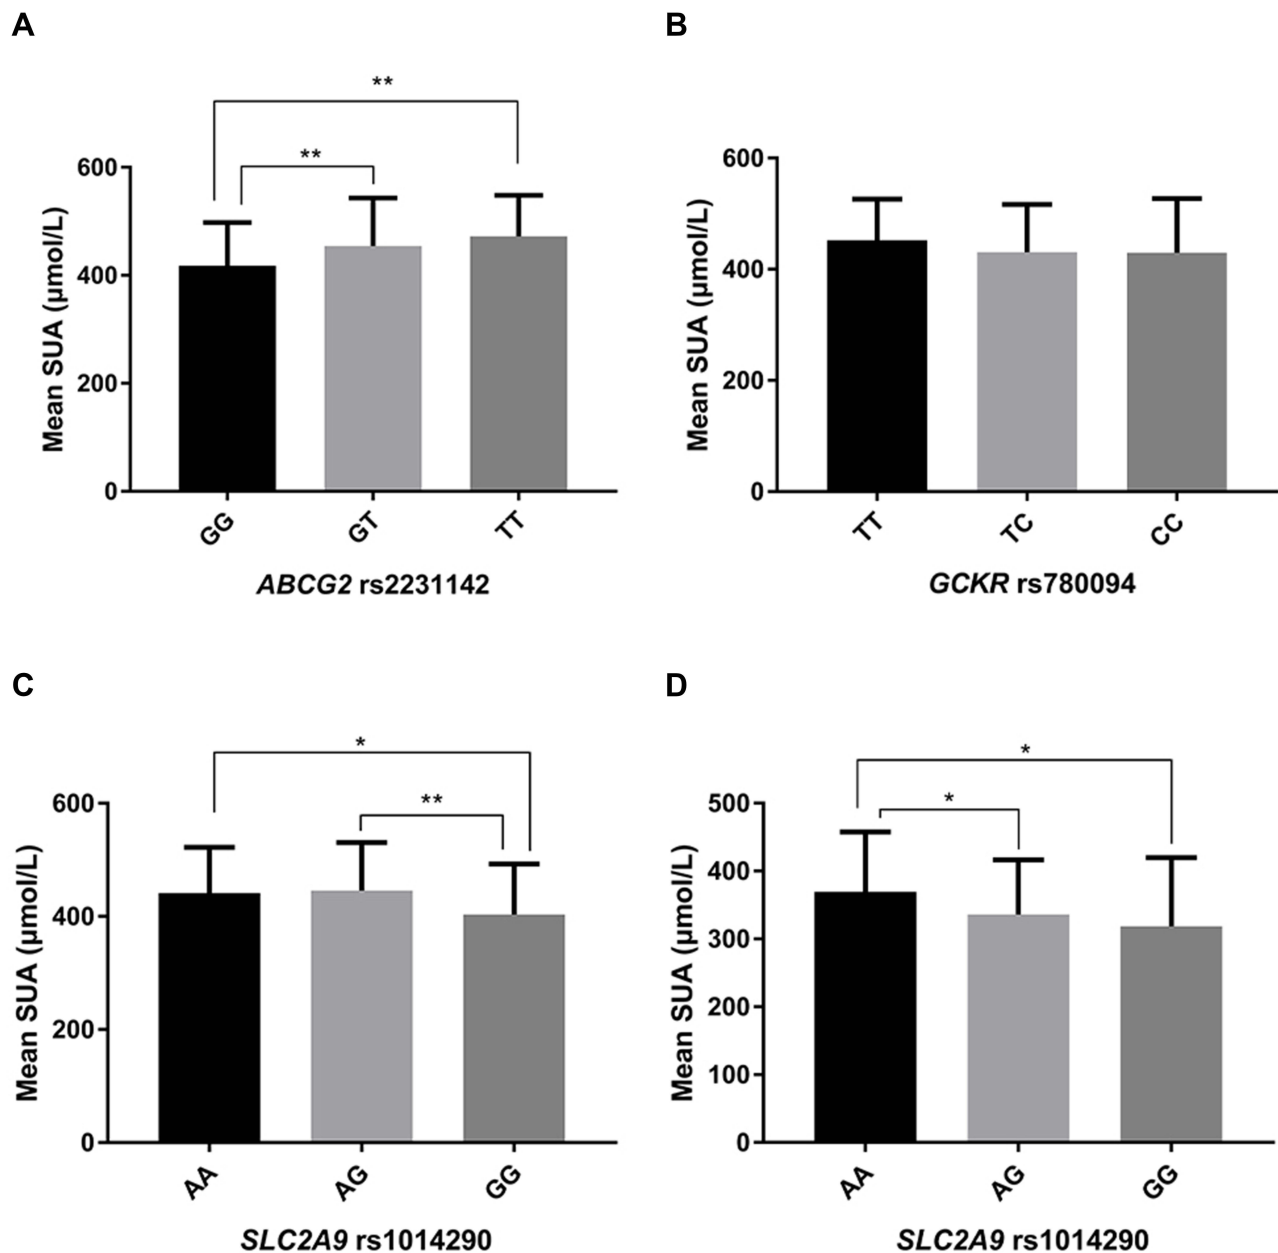 A
**
**
600
400
200
0
Mean SUA (µmol/L)
GG
GT
TT
ABCG2 rs2231142
B
600
400
200
0
Mean SUA (µmol/L)
TT
TC
CC
GCKR rs780094
C
*
**
600
400
200
0
Mean SUA (µmol/L)
AA
AG
GG
SLC2A9 rs1014290
D
*
*
500
400
300
200
100
0
Mean SUA (µmol/L)
AA
AG
GG
SLC2A9 rs1014290